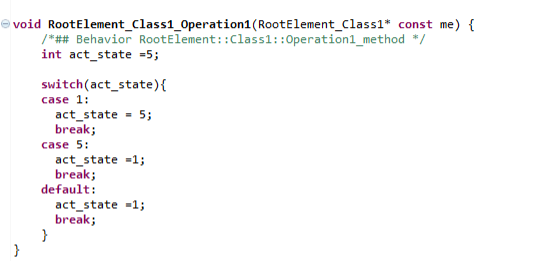 void RootElement_Class1_Operation1(RootElement_Class1* const me) {
/*## Behavior RootElement::Class1::Operation1_method */
int act_state =5;
switch(act_state){
case 1:
act_state = 5;
break;
case 5:
act_state =1;
break;
default:
act_state =1;
break;
}
}